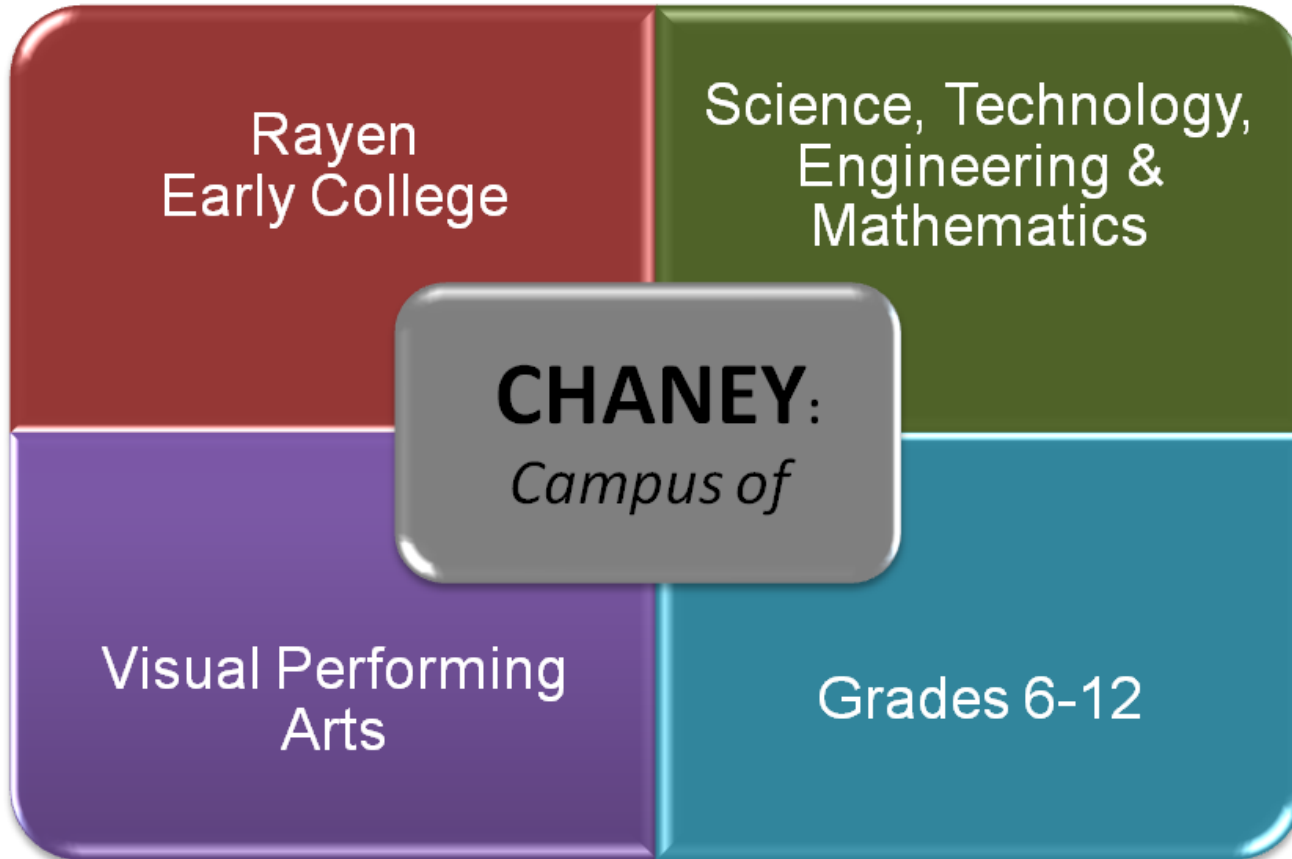 Rayen
Early College
Science, Technology,
Engineering &
Mathematics
CHANEY:
Campus of
Visual Performing
Arts
Grades 6-12